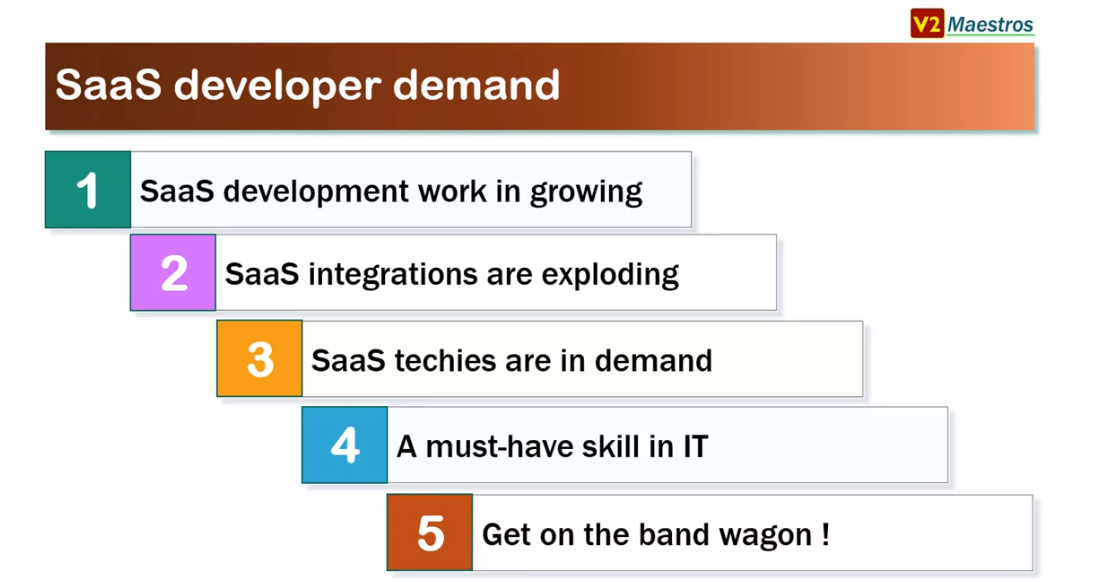 V2 Maestros
SaaS developer demand
1 SaaS development work in growing
2 SaaS integrations are exploding
3 SaaS techies are in demand
4 A must-have skill in IT
5 Get on the band wagon !